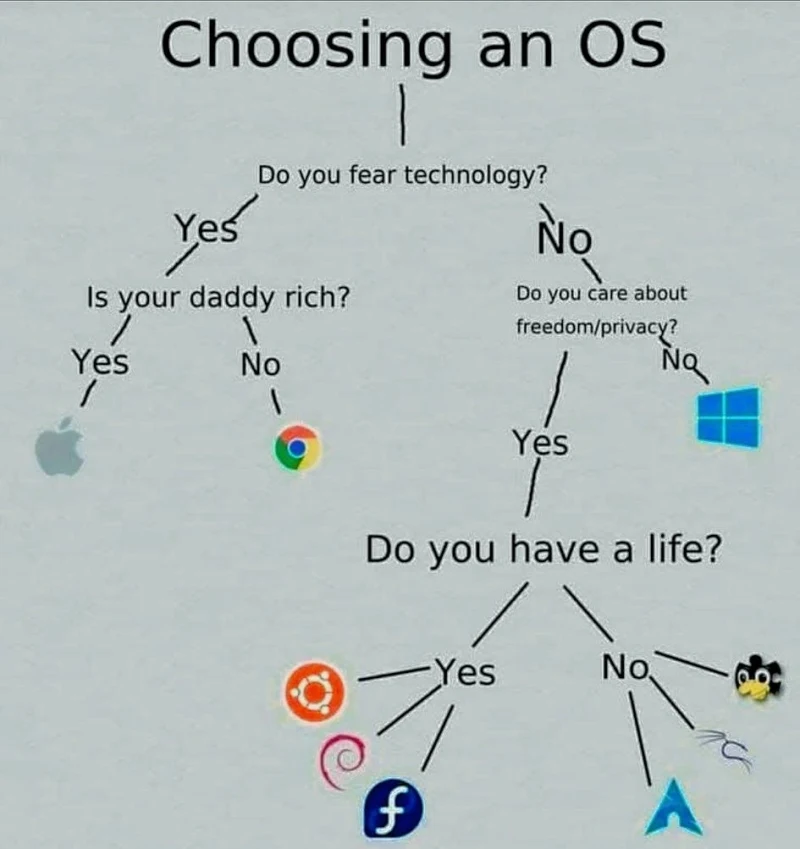 Choosing an OS
Do you fear technology?
Yes
No
Is your daddy rich?
Do you care about
freedom/privacy?
Yes
No
No
Yes
Do you have a life?
Yes
No